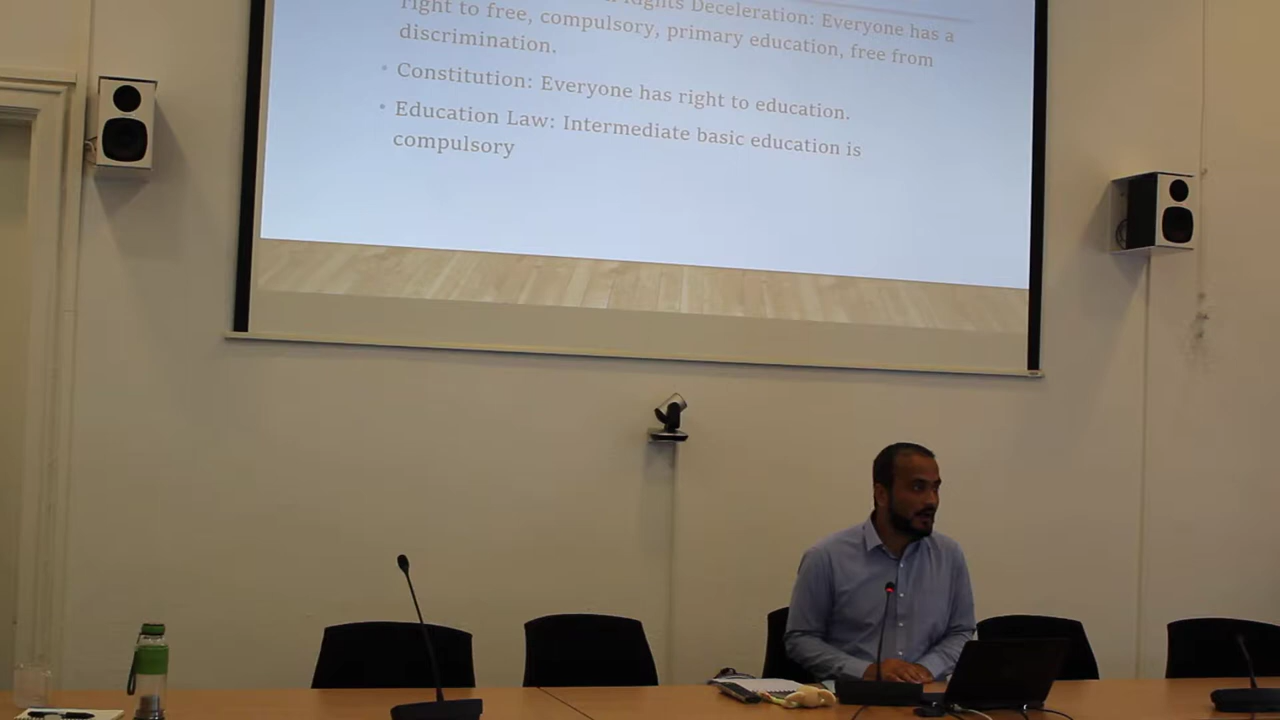 Rights Deceleration: Everyone has a
right to free, compulsory, primary education, free from
discrimination.
• Constitution: Everyone has right to education.
• Education Law: Intermediate basic education is
compulsory